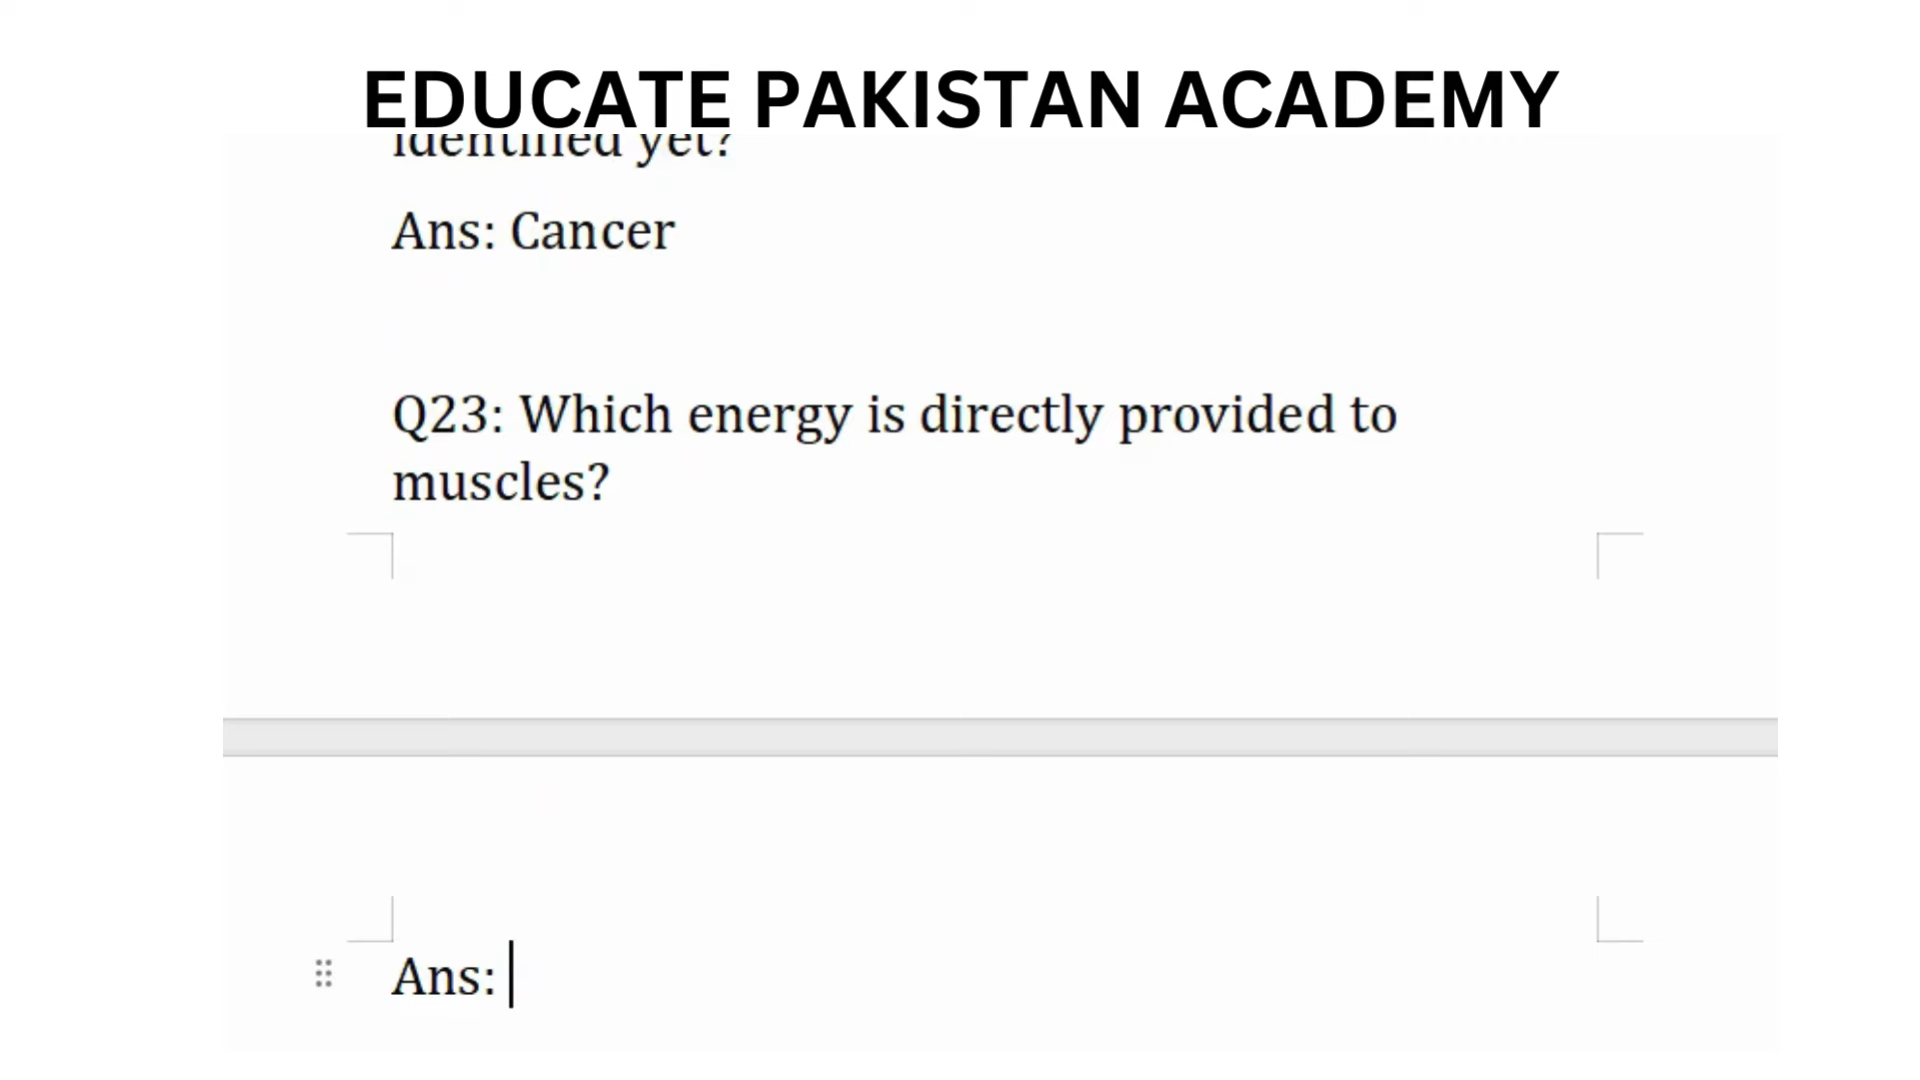 EDUCATE PAKISTAN ACADEMY
identified yet?
Ans: Cancer
Q23: Which energy is directly provided to
muscles?
Ans: